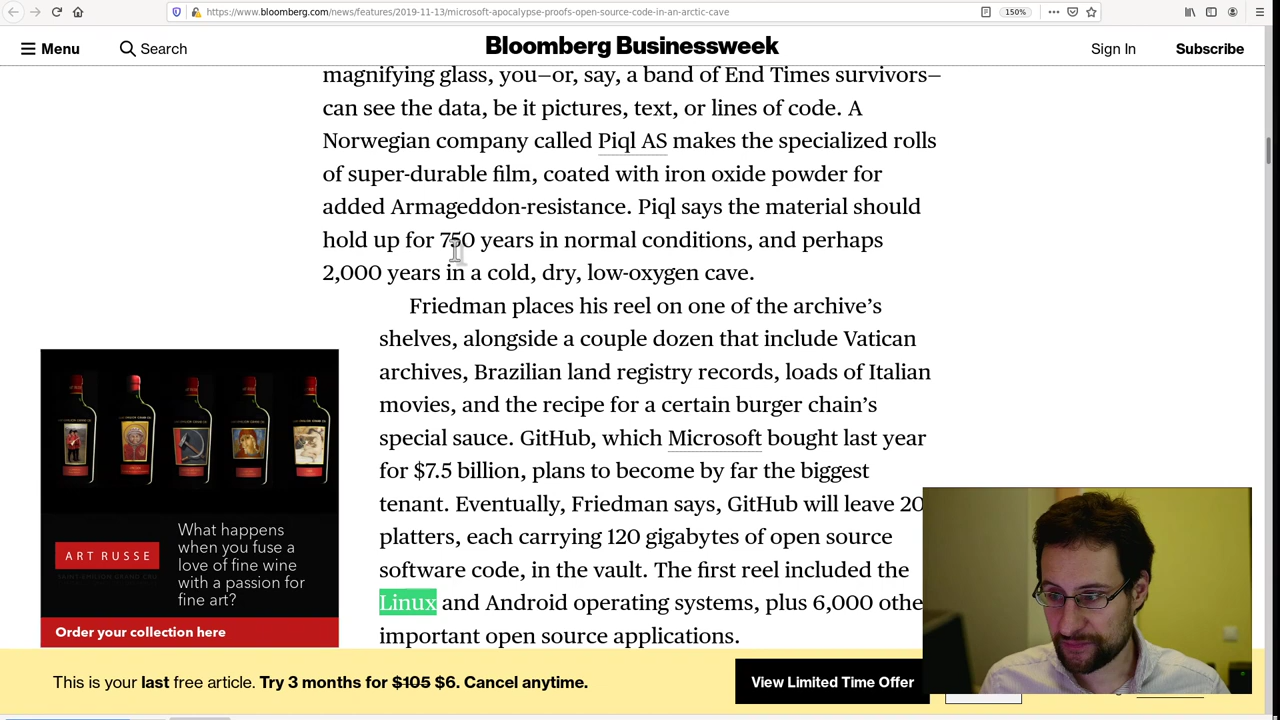 https://www.bloomberg.com/news/features/2019-11-13/microsoft-apocalypse-proofs-open-source-code-in-an-arctic-cave
150%
Menu
Search
Bloomberg Businessweek
Sign In
Subscribe
magnifying glass, you—or, say, a band of End Times survivors—
can see the data, be it pictures, text, or lines of code. A
Norwegian company called Piql AS makes the specialized rolls
of super-durable film, coated with iron oxide powder for
added Armageddon-resistance. Piql says the material should
hold up for 750 years in normal conditions, and perhaps
2,000 years in a cold, dry, low-oxygen cave.
Friedman places his reel on one of the archive’s
shelves, alongside a couple dozen that include Vatican
archives, Brazilian land registry records, loads of Italian
movies, and the recipe for a certain burger chain’s
special sauce. GitHub, which Microsoft bought last year
for $7.5 billion, plans to become by far the biggest
tenant. Eventually, Friedman says, GitHub will leave 20
platters, each carrying 120 gigabytes of open source
software code, in the vault. The first reel included the
Linux and Android operating systems, plus 6,000 othe
important open source applications.
What happens
when you fuse a
love of fine wine
with a passion for
fine art?
ART RUSSE
SAINT-EMILION GRAND CRU
Order your collection here
This is your last free article. Try 3 months for $105 $6. Cancel anytime.
View Limited Time Offer